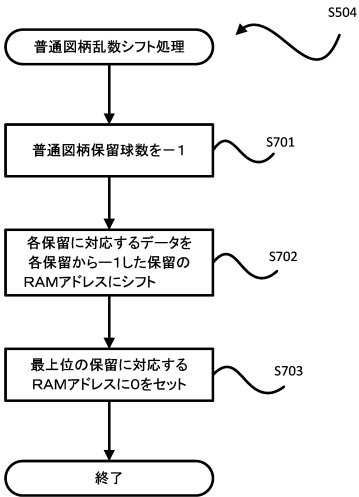 S504
普通図柄乱数シフト処理
普通図柄保留球数を－１
S701
各保留に対応するデータを
各保留から－１した保留の
ＲＡＭアドレスにシフト
S702
最上位の保留に対応する
ＲＡＭアドレスに０をセット
S703
終了